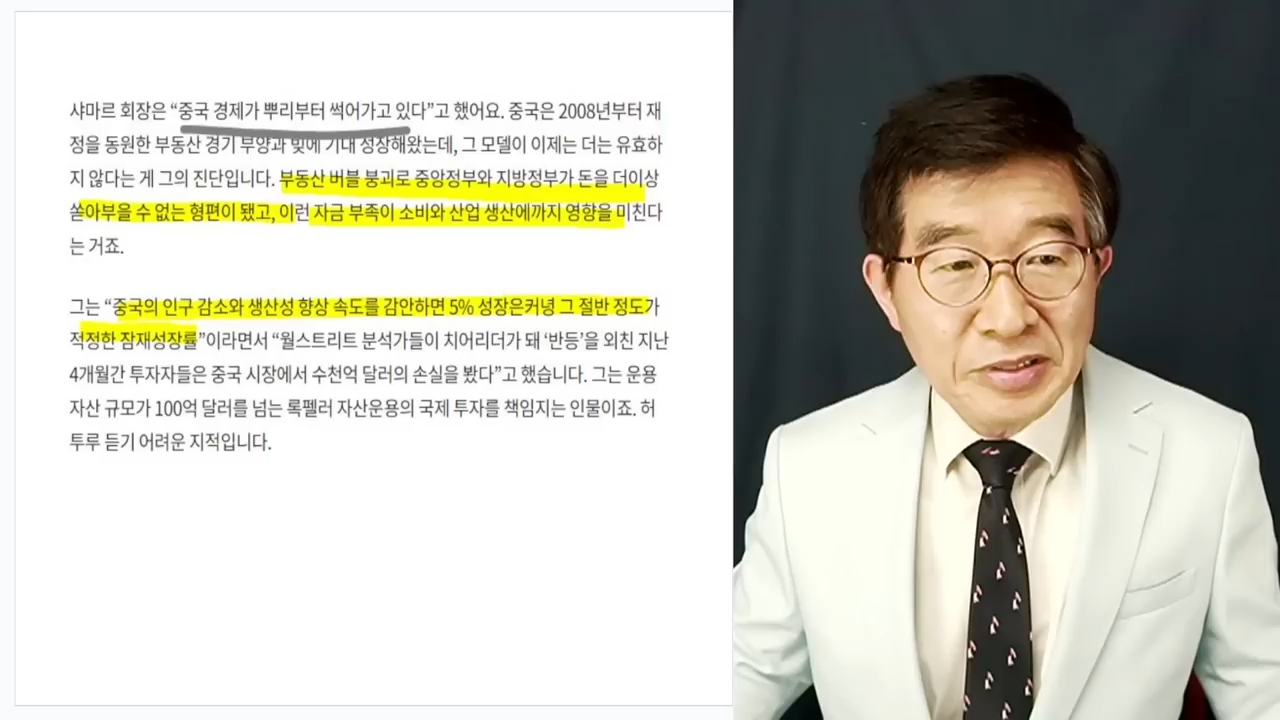 샤마르 회장은 “중국 경제가 뿌리부터 썩어가고 있다”고 했어요. 중국은 2008년부터 재
정을 동원한 부동산 경기 부양과 빚에 기대 성장해왔는데, 그 모델이 이제는 더는 유효하
지 않다는 게 그의 진단입니다. 부동산 버블 붕괴로 중앙정부와 지방정부가 돈을 더이상
쏟아부을 수 없는 형편이 됐고, 이런 자금 부족이 소비와 산업 생산에까지 영향을 미친다
는 거죠.
그는 “중국의 인구 감소와 생산성 향상 속도를 감안하면 5% 성장은커녕 그 절반 정도가
적정한 잠재성장률”이라면서 “월스트리트 분석가들이 치어리더가 돼 ‘반등’을 외친 지난
4개월간 투자자들은 중국 시장에서 수천억 달러의 손실을 봤다”고 했습니다. 그는 운용
자산 규모가 100억 달러를 넘는 록펠러 자산운용의 국제 투자를 책임지는 인물이죠. 허
투루 듣기 어려운 지적입니다.